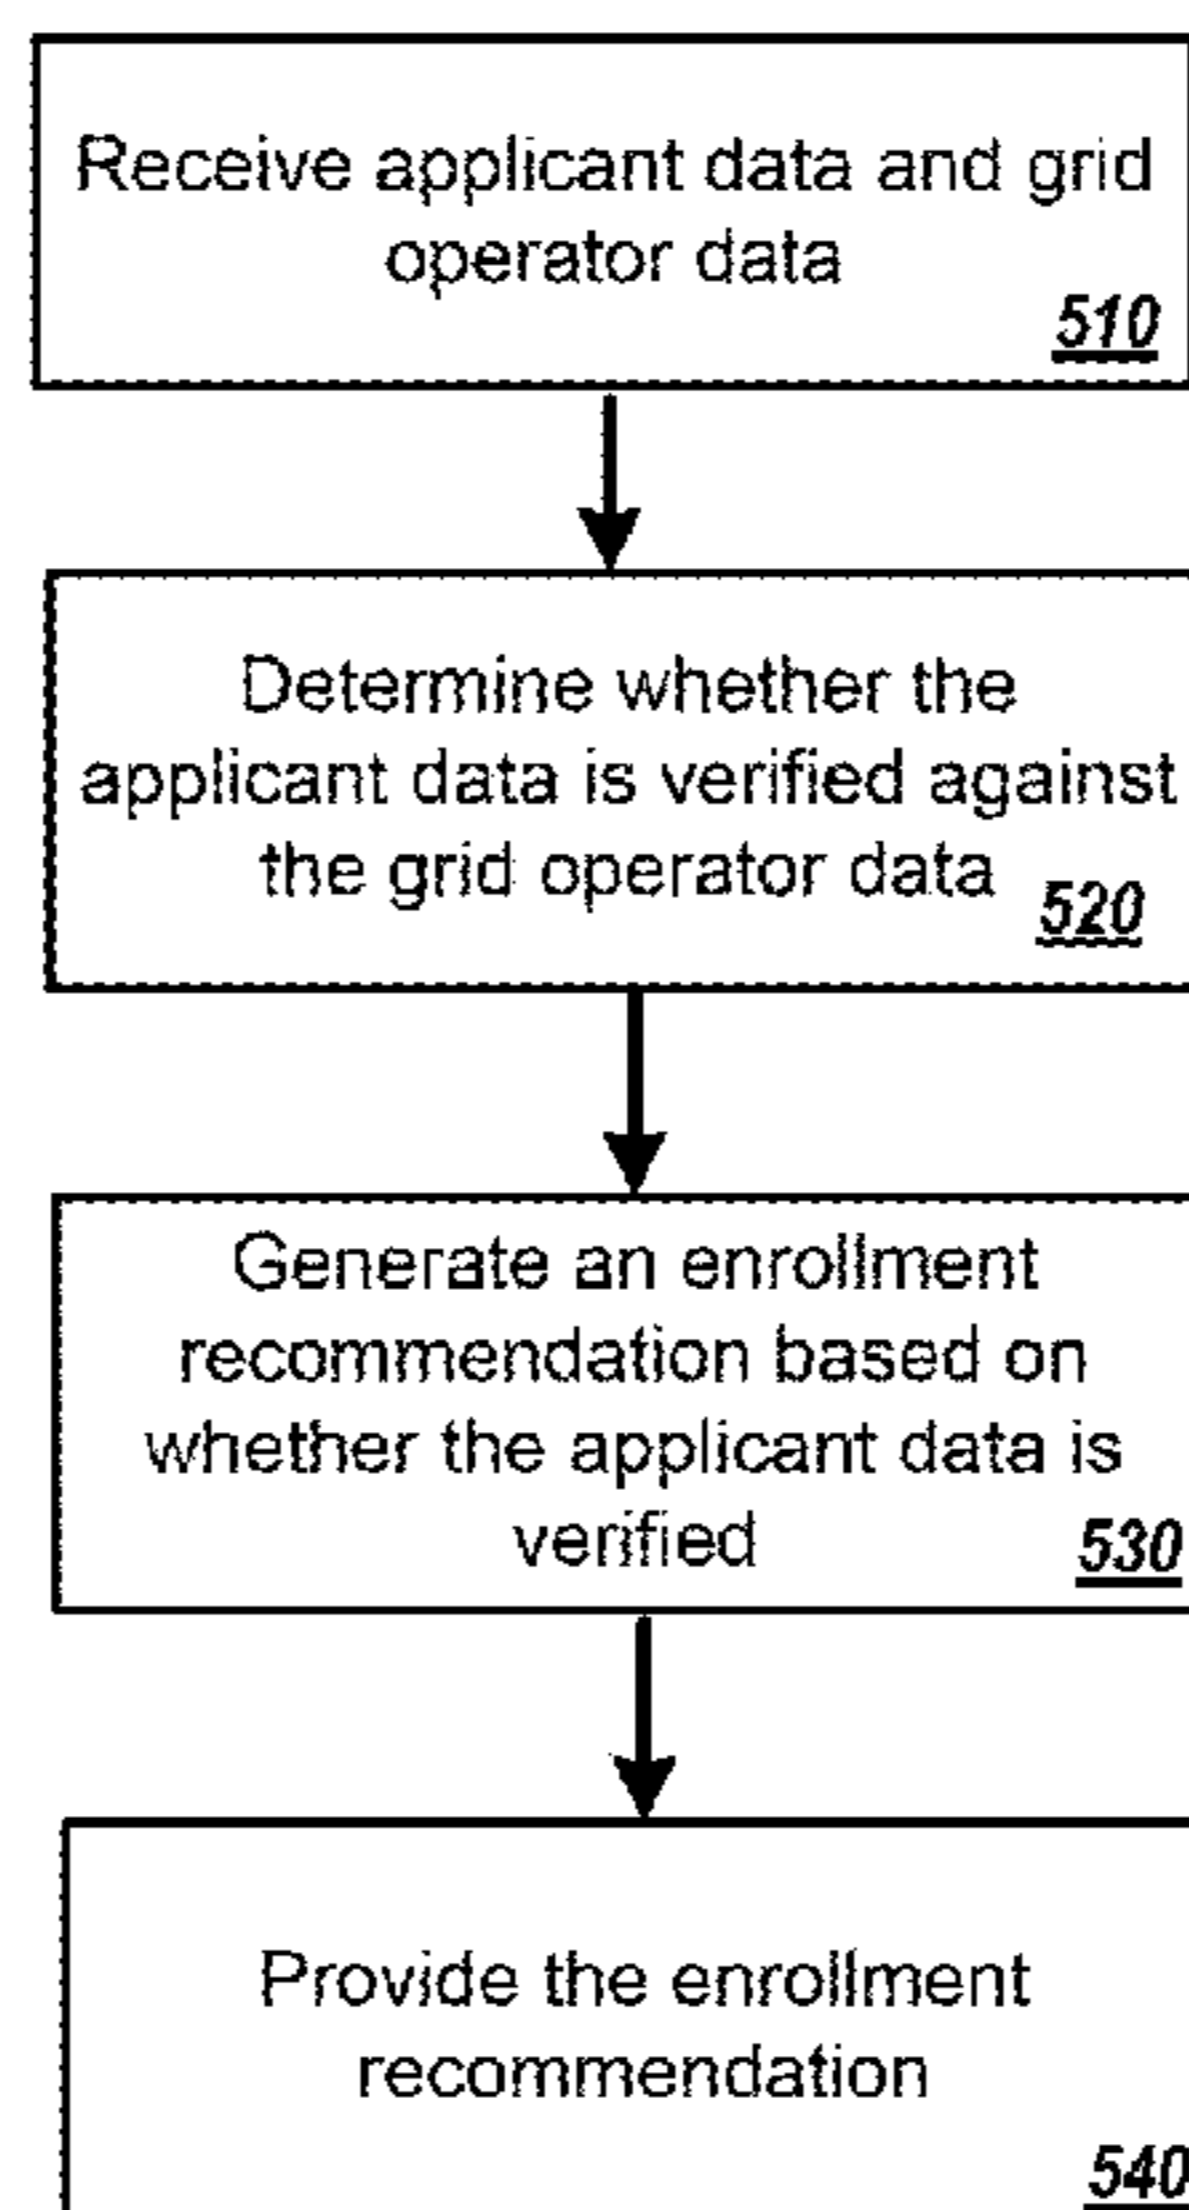 Receive applicant data and grid
operator data
510
Determine whether the
applicant data is verified against
the grid operator data
520
Generate an enrollment
recommendation based on
whether the applicant data is
verified
530
Provide the enrollment
recommendation
540